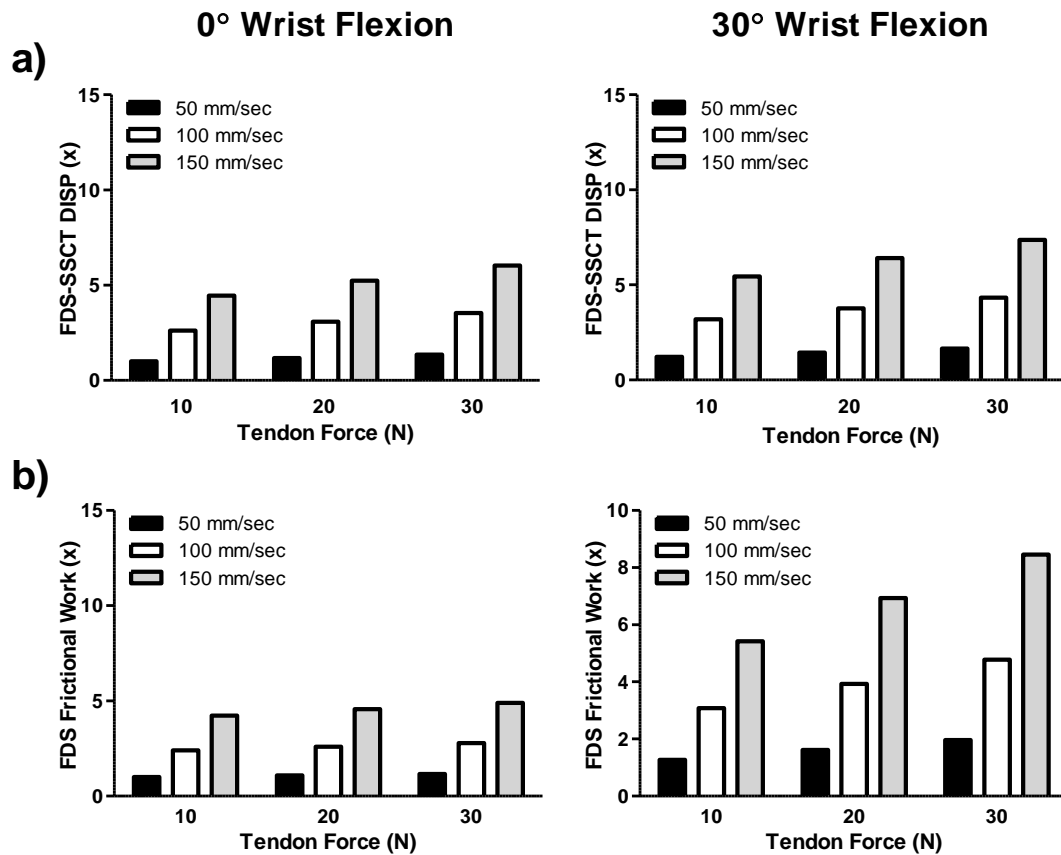 0° Wrist Flexion
30° Wrist Flexion
a)
FDS-SSCT DISP (x)
15
10
5
0
50 mm/sec
100 mm/sec
150 mm/sec
10
20
30
Tendon Force (N)
FDS-SSCT DISP (x)
15
10
5
0
50 mm/sec
100 mm/sec
150 mm/sec
10
20
30
Tendon Force (N)
b)
FDS Frictional Work (x)
15
10
5
0
50 mm/sec
100 mm/sec
150 mm/sec
10
20
30
Tendon Force (N)
FDS Frictional Work (x)
10
8
6
4
2
0
50 mm/sec
100 mm/sec
150 mm/sec
10
20
30
Tendon Force (N)